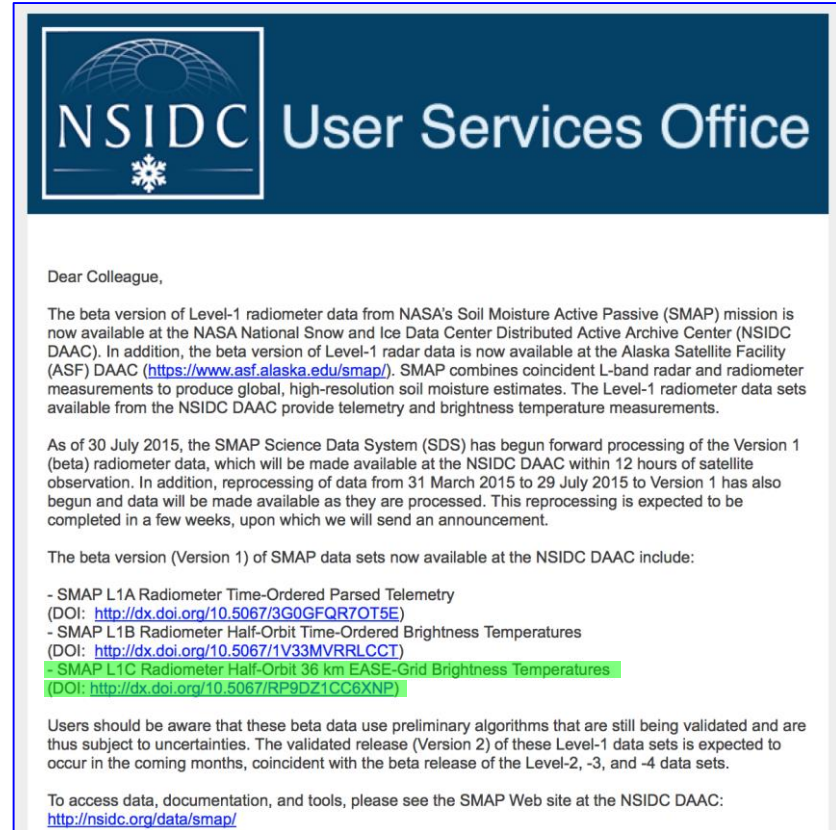 NSIDC
User Services Office
Dear Colleague,
The beta version of Level-1 radiometer data from NASA's Soil Moisture Active Passive (SMAP) mission is
now available at the NASA National Snow and Ice Data Center Distributed Active Archive Center (NSIDC
DAAC). In addition, the beta version of Level-1 radar data is now available at the Alaska Satellite Facility
(ASF) DAAC (https://www.asf.alaska.edu/smap/). SMAP combines coincident L-band radar and radiometer
measurements to produce global, high-resolution soil moisture estimates. The Level-1 radiometer data sets
available from the NSIDC DAAC provide telemetry and brightness temperature measurements.
As of 30 July 2015, the SMAP Science Data System (SDS) has begun forward processing of the Version 1
(beta) radiometer data, which will be made available at the NSIDC DAAC within 12 hours of satellite
observation. In addition, reprocessing of data from 31 March 2015 to 29 July 2015 to Version 1 has also
begun and data will be made available as they are processed. This reprocessing is expected to be
completed in a few weeks, upon which we will send an announcement.
The beta version (Version 1) of SMAP data sets now available at the NSIDC DAAC include:
- SMAP L1A Radiometer Time-Ordered Parsed Telemetry
(DOI: http://dx.doi.org/10.5067/3G0GFQR7OT5E)
- SMAP L1B Radiometer Half-Orbit Time-Ordered Brightness Temperatures
(DOI: http://dx.doi.org/10.5067/1V33MVRRLCCT)
- SMAP L1C Radiometer Half-Orbit 36 km EASE-Grid Brightness Temperatures
(DOI: http://dx.doi.org/10.5067/RP9DZ1CC6XNP)
Users should be aware that these beta data use preliminary algorithms that are still being validated and are
thus subject to uncertainties. The validated release (Version 2) of these Level-1 data sets is expected to
occur in the coming months, coincident with the beta release of the Level-2, -3, and -4 data sets.
To access data, documentation, and tools, please see the SMAP Web site at the NSIDC DAAC:
http://nsidc.org/data/smap/